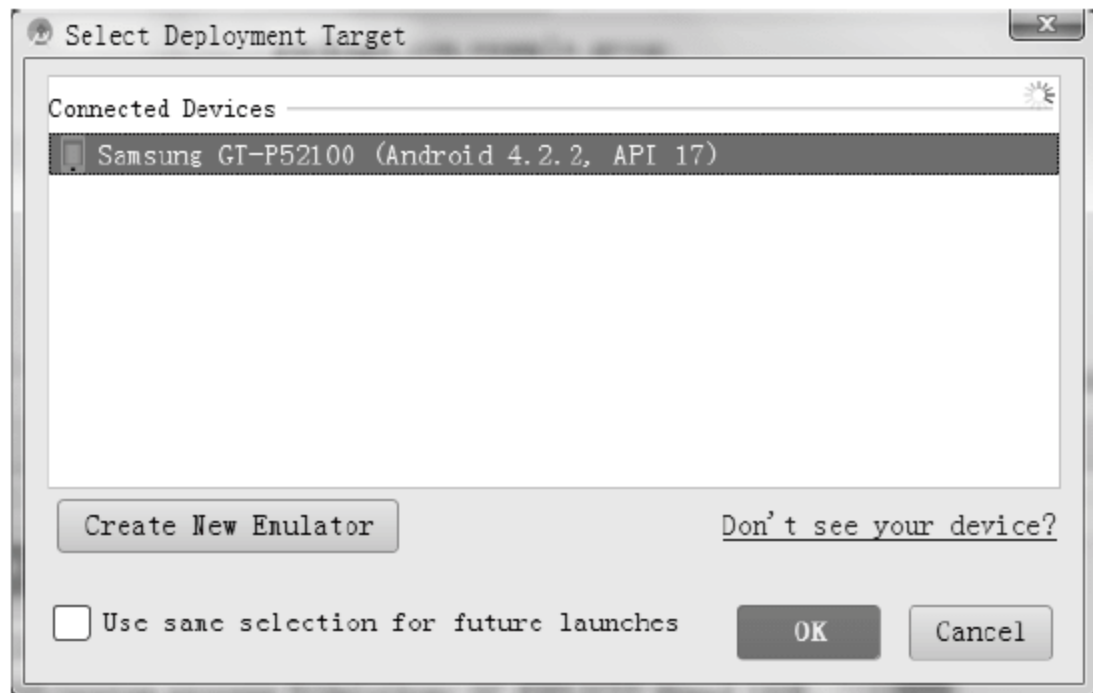 Select Deployment Target
Connected Devices
Samsung GT-P52100 (Android 4.2.2, API 17)
Create New Emulator
Don't see your device?
Use same selection for future launches
OK
Cancel